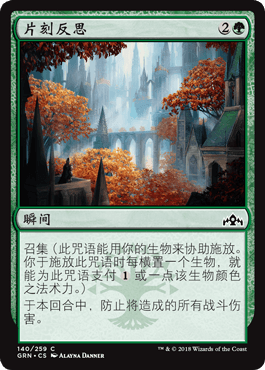 片刻反思 2
瞬间
召集（此咒语能用你的生物来协助施放。
你于施放此咒语时每横置一个生物，就
能为此咒语支付 1 或一点该生物颜色
之法术力。）
于本回合中，防止将造成的所有战斗伤
害。
140/259 C
GRN • CS ALAYNA DANNER
™ & © 2018 Wizards of the Coast